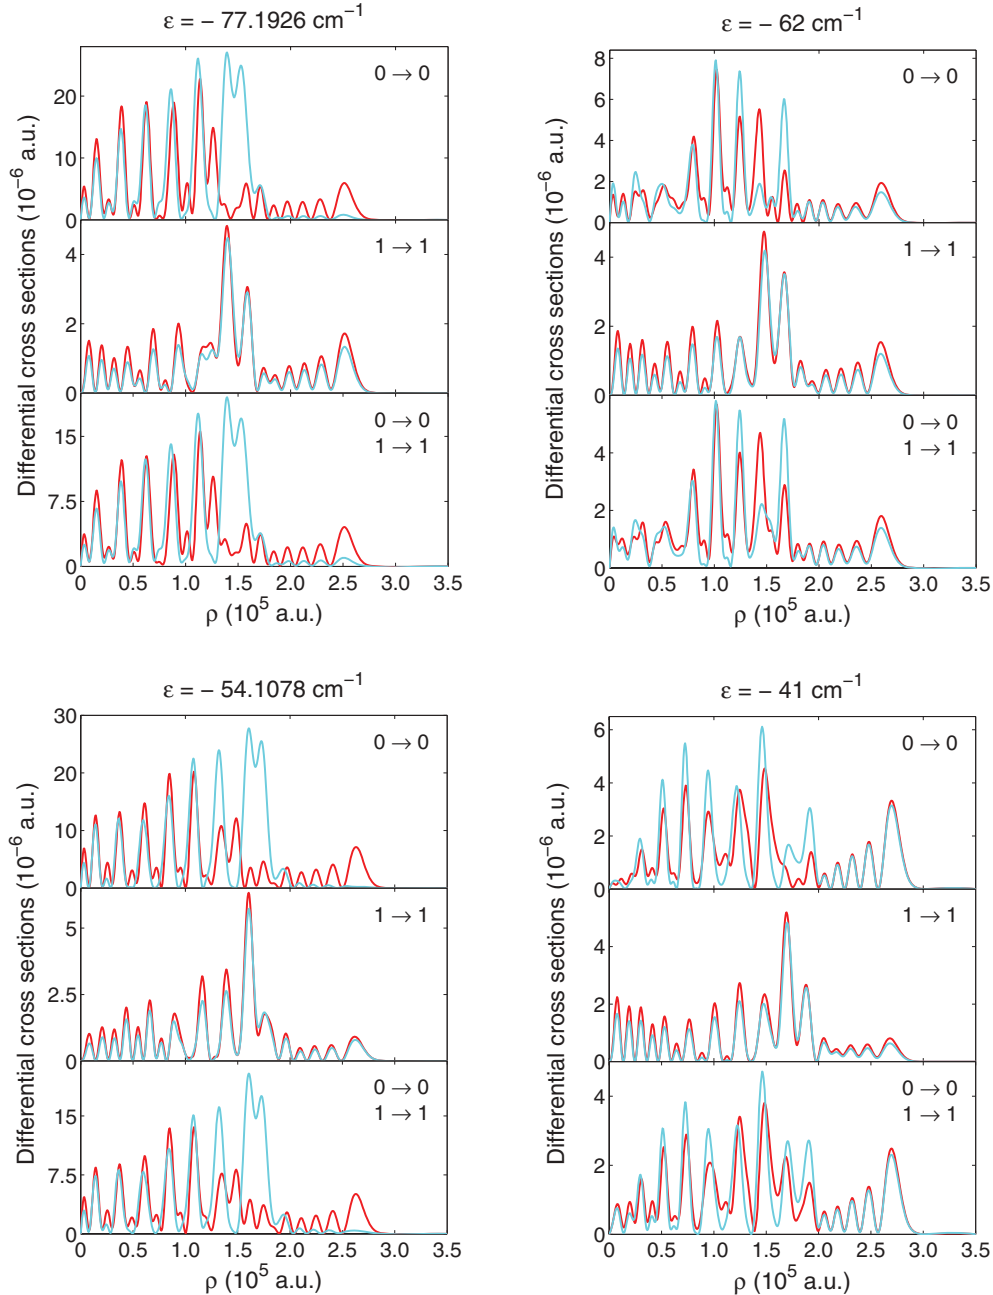 ε = − 77.1926 cm⁻¹
0 → 0
20
10
0
1 → 1
4
2
0
0 → 0
1 → 1
15
7.5
0
0 0.5 1.0 1.5 2.0 2.5 3.0 3.5
ρ (10⁵ a.u.)
Differential cross sections (10⁻⁶ a.u.)
ε = − 62 cm⁻¹
0 → 0
8
6
4
2
0
1 → 1
4
2
0
0 → 0
1 → 1
4
2
0
0 0.5 1.0 1.5 2.0 2.5 3.0 3.5
ρ (10⁵ a.u.)
Differential cross sections (10⁻⁶ a.u.)
ε = − 54.1078 cm⁻¹
0 → 0
30
20
10
0
1 → 1
5
2.5
0
0 → 0
1 → 1
15
7.5
0
0 0.5 1.0 1.5 2.0 2.5 3.0 3.5
ρ (10⁵ a.u.)
Differential cross sections (10⁻⁶ a.u.)
ε = − 41 cm⁻¹
0 → 0
6
4
2
0
1 → 1
4
2
0
0 → 0
1 → 1
4
2
0
0 0.5 1.0 1.5 2.0 2.5 3.0 3.5
ρ (10⁵ a.u.)
Differential cross sections (10⁻⁶ a.u.)